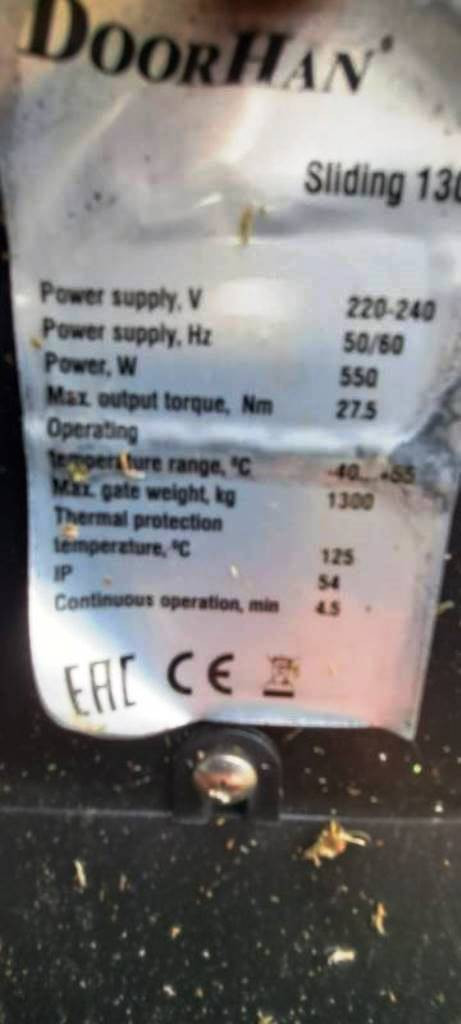 DOORHAN®
Sliding 130
Power supply, V 220-240
Power supply, Hz 50/60
Power, W 550
Max. output torque, Nm 27.5
Operating
temperature range, °C -40...+55
Max. gate weight, kg 1300
Thermal protection
temperature, °C 125
IP 54
Continuous operation, min 4.5
EAC CE